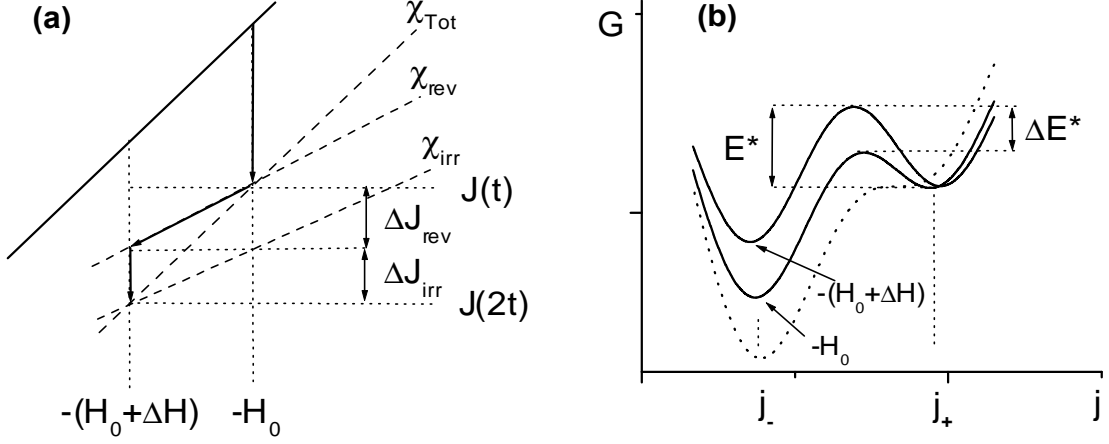 (a)
χTot
χrev
χirr
J(t)
ΔJrev
ΔJirr
J(2t)
-(H0+ΔH)
-H0
(b)
G
E*
ΔE*
-(H0+ΔH)
-H0
j-
j+
j